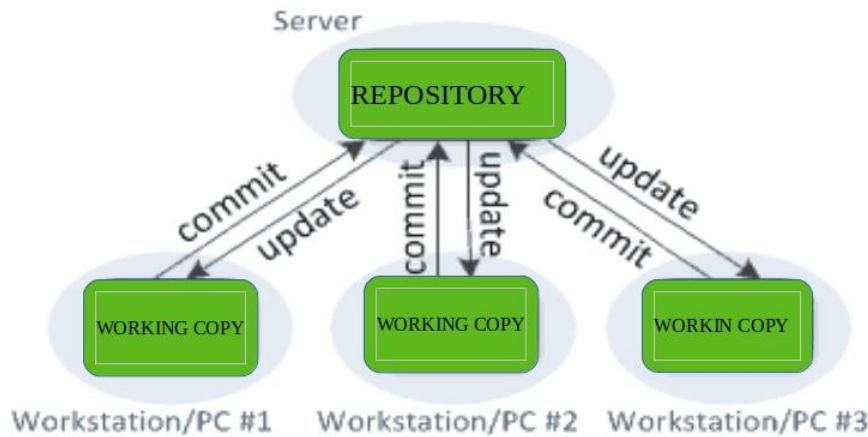 Server
REPOSITORY
commit
update
commit
update
update
commit
WORKING COPY
WORKING COPY
WORKIN COPY
Workstation/PC #1
Workstation/PC #2
Workstation/PC #3